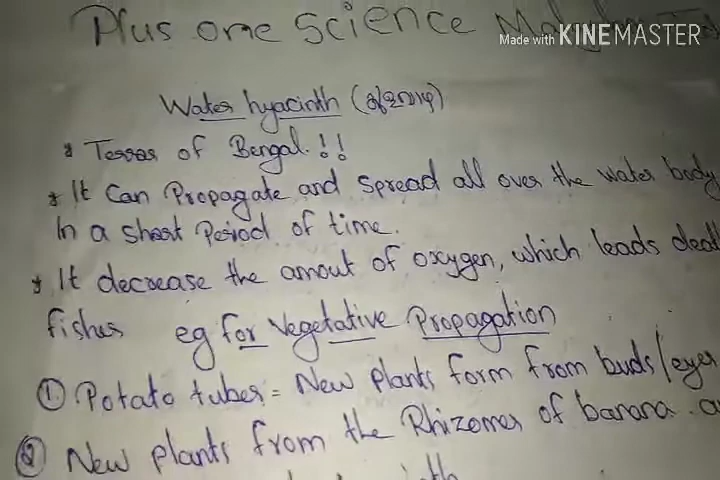 Plus one Science
Made with KINEMASTER
Water hyacinth (കുളവാഴ)
* Terror of Bengal. !!
* It Can Propagate and Spread all over the water body
In a short Period of time.
* It decrease the amout of oxygen, which leads death
fishes eg for Vegetative Propagation
① Potato tuber = New plants form from buds/eyes
② New plants from the Rhizomes of banana.